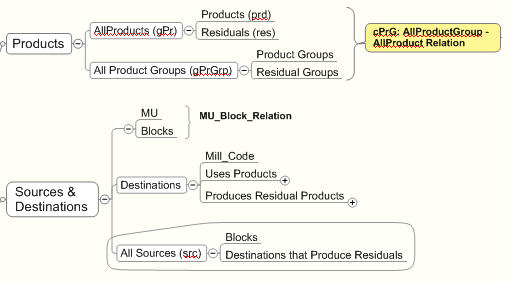 Products
AllProducts (gPr)
Products (prd)
Residuals (res)
All Product Groups (gPrGrp)
Product Groups
Residual Groups
cPrG: AllProductGroup -
AllProduct Relation
Sources &
Destinations
MU
Blocks
MU_Block_Relation
Destinations
Mill_Code
Uses Products
Produces Residual Products
All Sources (src)
Blocks
Destinations that Produce Residuals